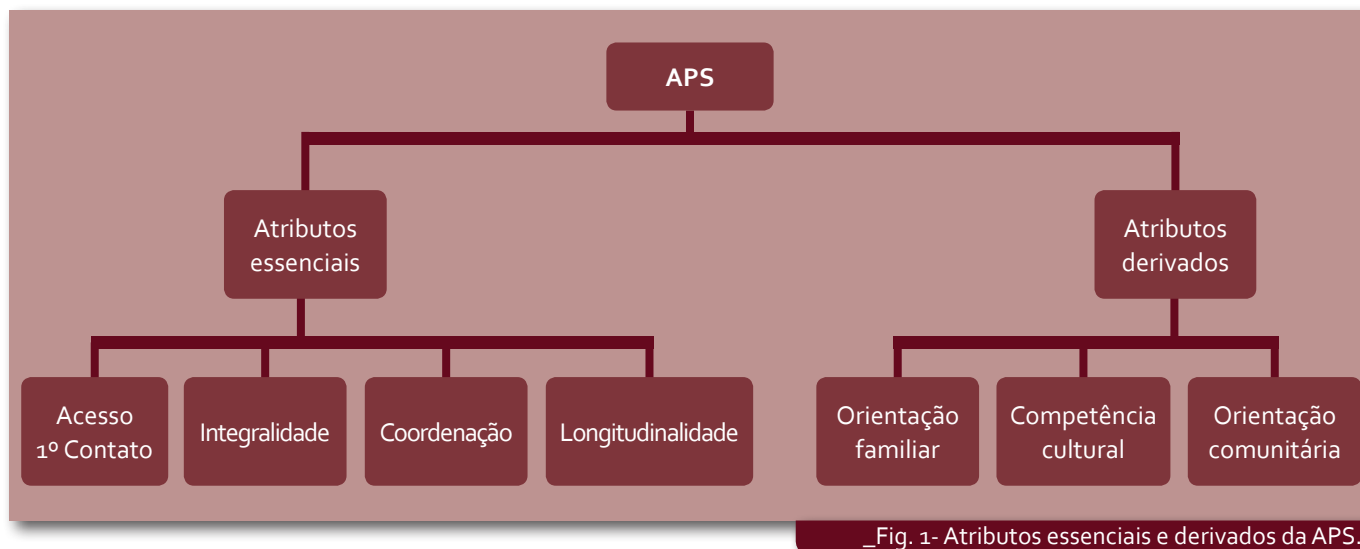 APS
Atributos
essenciais
Atributos
derivados
Acesso
1º Contato
Integralidade
Coordenação
Longitudinalidade
Orientação
familiar
Competência
cultural
Orientação
comunitária
_Fig. 1- Atributos essenciais e derivados da APS.